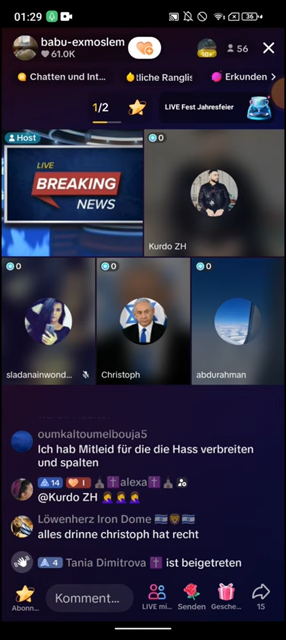 01:29
36
babu-exmoslem
61.0K
56
Chatten und Int...
tliche Ranglis
Erkunden
1/2
LIVE Fest Jahresfeier
Host
0
LIVE
BREAKING
NEWS
Kurdo ZH
0
0
0
sladanainwond...
Christoph
abdurahman
oumkaltoumelbouja5
Ich hab Mitleid für die die Hass verbreiten
und spalten
14
1
alexa
@Kurdo ZH 🤦‍♀️🤦‍♀️🤦‍♀️
Löwenherz Iron Dome 🇮🇱🦁🇮🇱
alles drinne christoph hat recht
4 Tania Dimitrova ✝️ ist beigetreten
Kommentar...
Abonn...
LIVE mi...
Senden
Gesche...
15